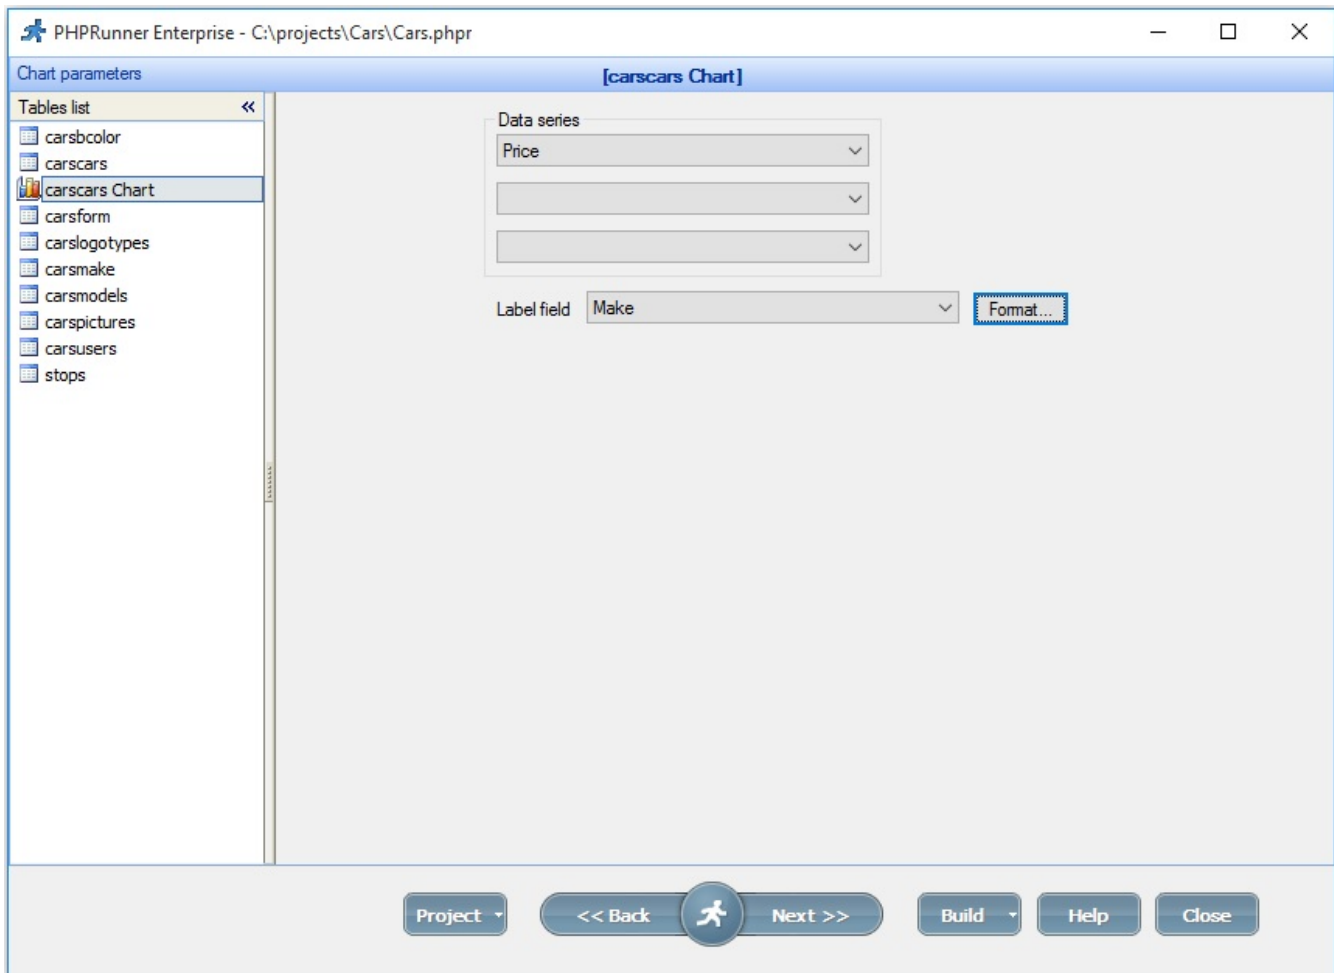 PHPRunner Enterprise - C:\projects\Cars\Cars.phpr
Chart parameters
[carscars Chart]
Tables list
carsbcolor
carscars
carscars Chart
carsform
carslogotypes
carsmake
carsmodels
carspictures
carsusers
stops
Data series
Price
Label field
Make
Format...
Project
<< Back
Next >>
Build
Help
Close